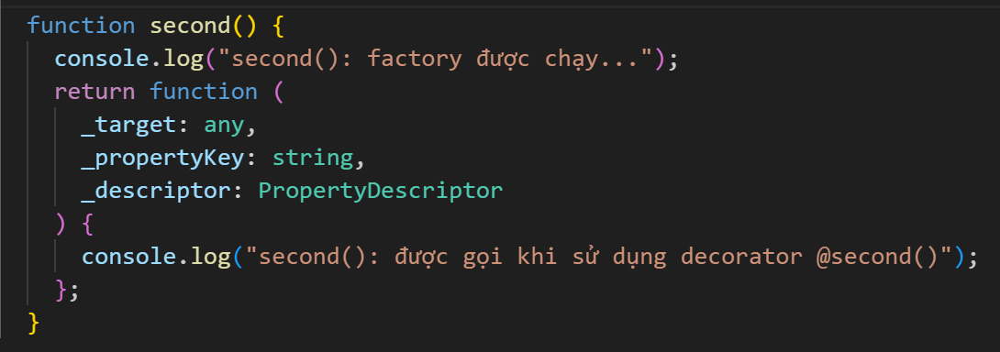 function second() {
  console.log("second(): factory được chạy...");
  return function (
    _target: any,
    _propertyKey: string,
    _descriptor: PropertyDescriptor
  ) {
    console.log("second(): được gọi khi sử dụng decorator @second()");
  };
}